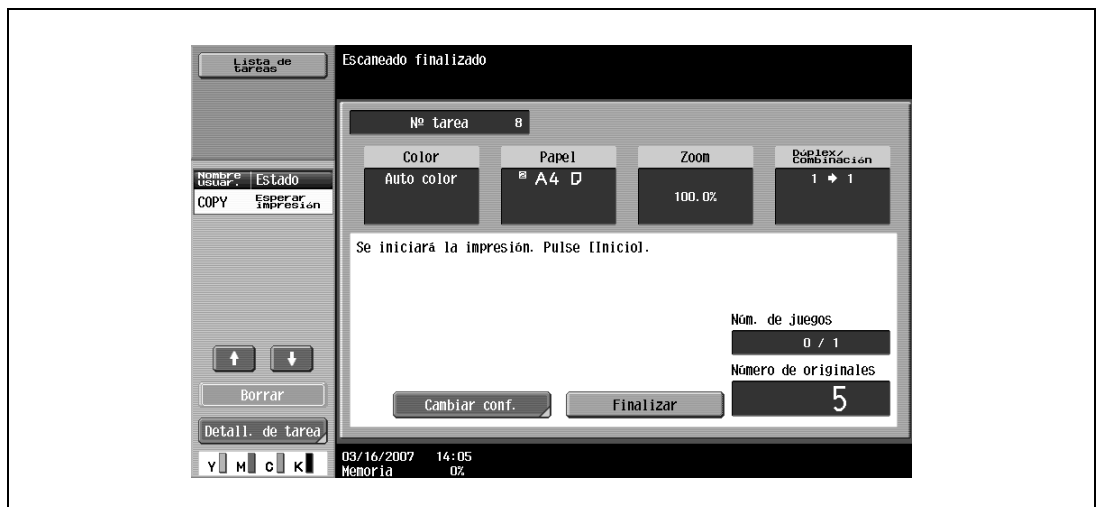 Lista de
tareas
Escaneado finalizado
Nº tarea 8
Color Papel Zoom Dúplex/
Combinación
Auto color A4 100.0% 1 → 1
Nombre
usuar. Estado
COPY Esperar
impresión
Se iniciará la impresión. Pulse [Inicio].
Núm. de juegos
0 / 1
Número de originales
5
Borrar
Cambiar conf. Finalizar
Detall. de tarea
Y M C K
03/16/2007 14:05
Memoria 0%